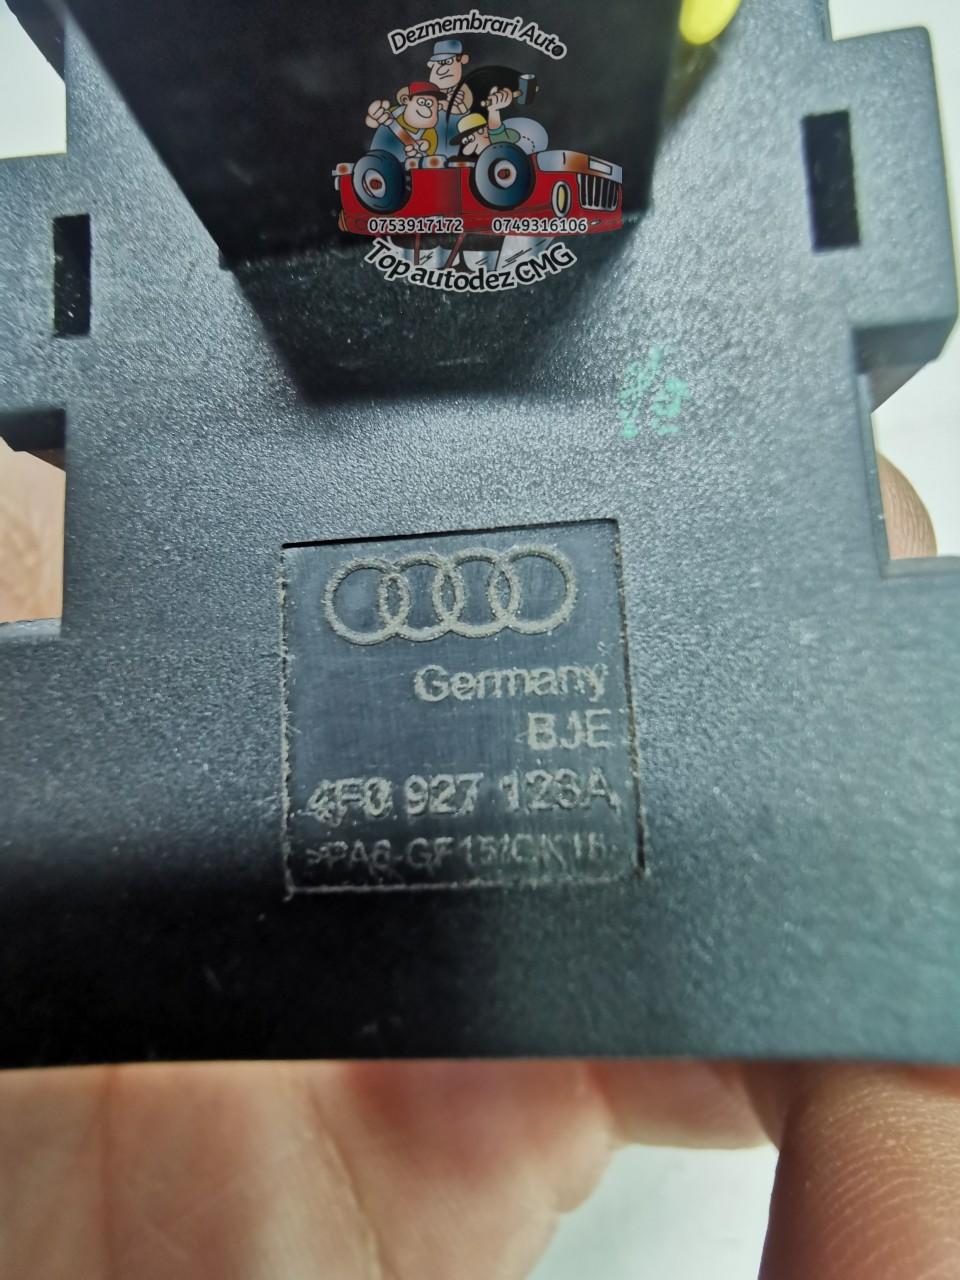 Dezmembrari Auto
0753917172 0749316106
Top autodez CMG
Germany
BJE
4F0 927 123A